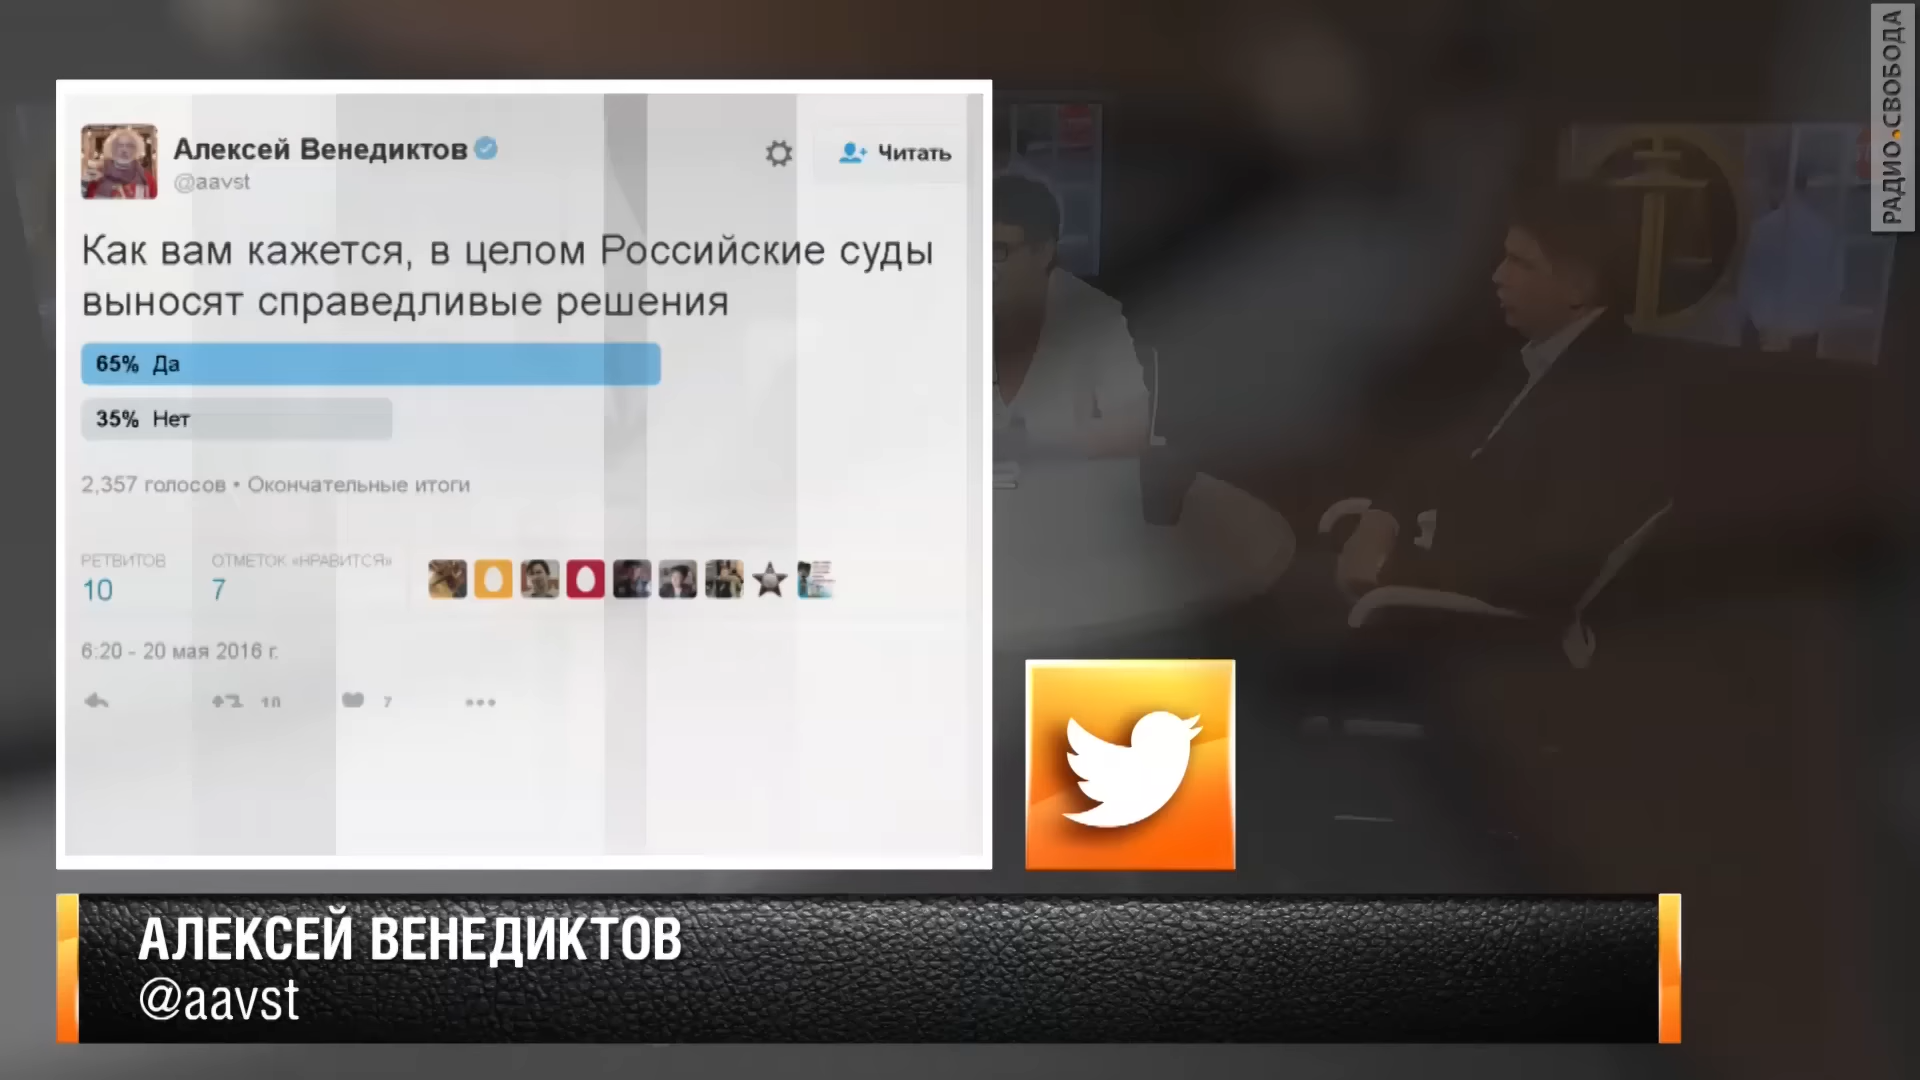 РАДИО СВОБОДА
Алексей Венедиктов
@aavst
Читать
Как вам кажется, в целом Российские суды
выносят справедливые решения
65% Да
35% Нет
2,357 голосов • Окончательные итоги
РЕТВИТОВ
10
ОТМЕТОК «НРАВИТСЯ»
7
6:20 - 20 мая 2016 г.
10
7
АЛЕКСЕЙ ВЕНЕДИКТОВ
@aavst